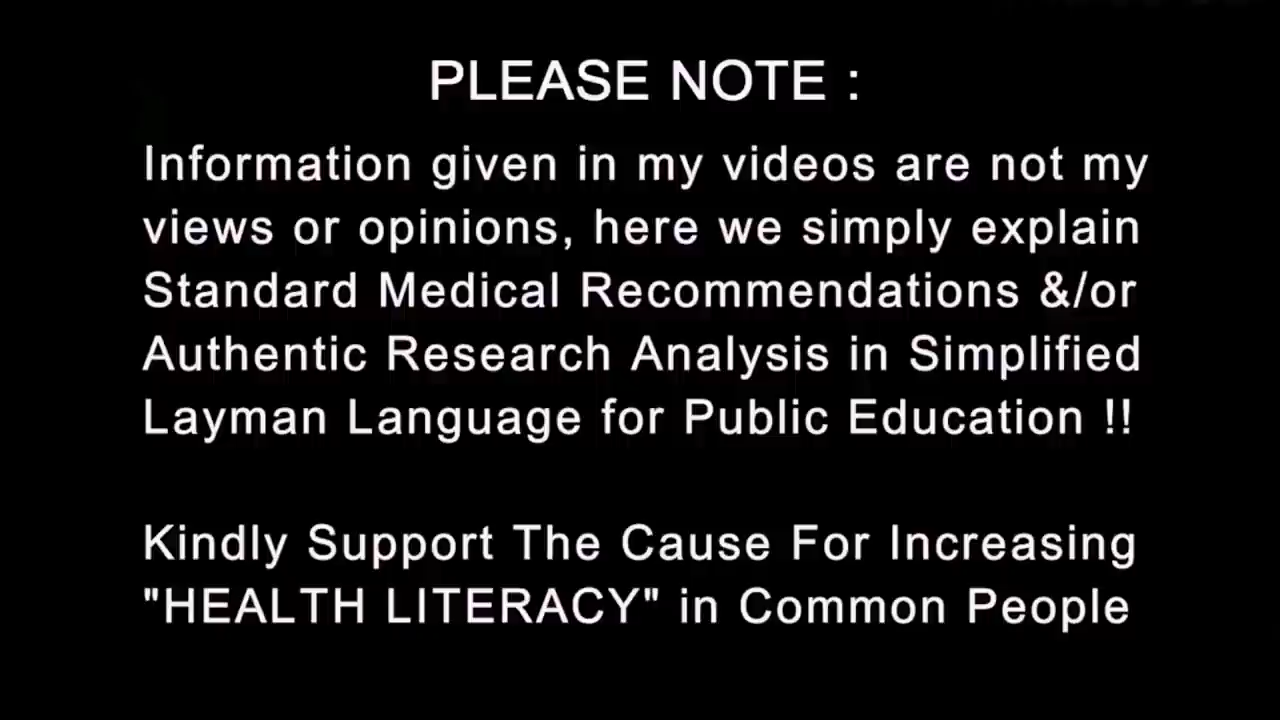 PLEASE NOTE :
Information given in my videos are not my
views or opinions, here we simply explain
Standard Medical Recommendations &/or
Authentic Research Analysis in Simplified
Layman Language for Public Education !!
Kindly Support The Cause For Increasing
"HEALTH LITERACY" in Common People